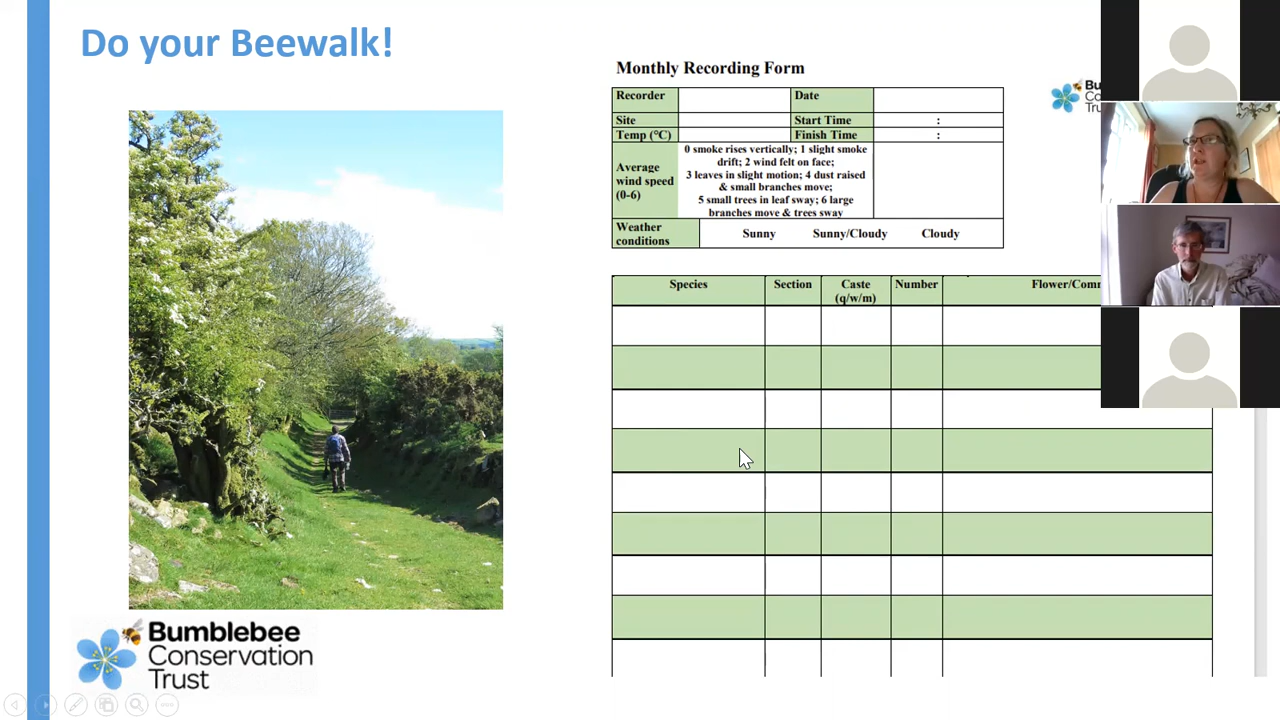 Do your Beewalk!
Monthly Recording Form
Recorder
Date
Site
Start Time :
Temp (°C)
Finish Time :
Average
wind speed
(0-6)
0 smoke rises vertically; 1 slight smoke
drift; 2 wind felt on face;
3 leaves in slight motion; 4 dust raised
& small branches move;
5 small trees in leaf sway; 6 large
branches move & trees sway
Weather
conditions
Sunny Sunny/Cloudy Cloudy
Species Section Caste Number Flower/Com
(q/w/m)
Bumblebee
Conservation
Trust